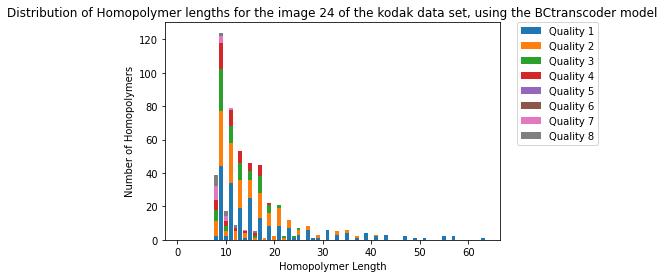 Distribution of Homopolymer lengths for the image 24 of the kodak data set, using the BCtranscoder model
120
100
80
60
40
20
0
Number of Homopolymers
0 10 20 30 40 50 60
Homopolymer Length
Quality 1
Quality 2
Quality 3
Quality 4
Quality 5
Quality 6
Quality 7
Quality 8